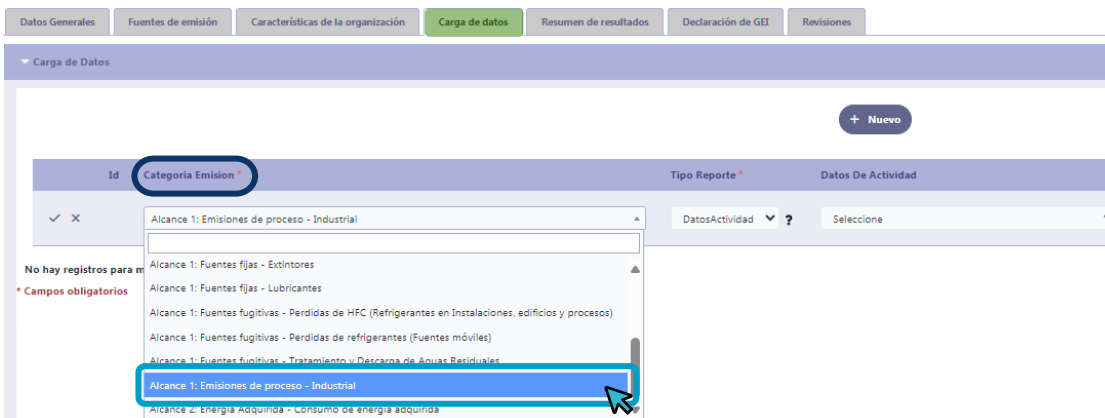 Datos Generales Fuentes de emisión Características de la organización Carga de datos Resumen de resultados Declaración de GEI Revisiones
Carga de Datos
+ Nuevo
Id Categoria Emision * Tipo Reporte * Datos De Actividad
Alcance 1: Emisiones de proceso - Industrial DatosActividad ? Seleccione
No hay registros para m
* Campos obligatorios
Alcance 1: Fuentes fijas - Extintores
Alcance 1: Fuentes fijas - Lubricantes
Alcance 1: Fuentes fugitivas - Perdidas de HFC (Refrigerantes en Instalaciones, edificios y procesos)
Alcance 1: Fuentes fugitivas - Perdidas de refrigerantes (Fuentes móviles)
Alcance 1: Fuentes fugitivas - Tratamiento y Descarga de Aguas Residuales
Alcance 1: Emisiones de proceso - Industrial
Alcance 2: Energía Adquirida - Consumo de energía adquirida